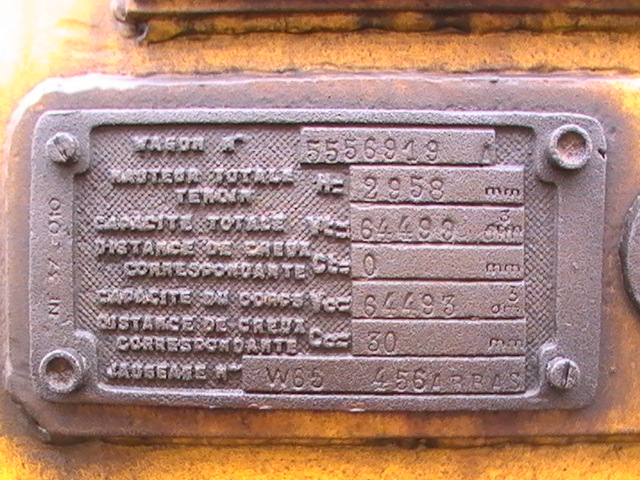 WAGON N° 5556919
HAUTEUR TOTALE H= 2958 mm
TEMOIN
CAPACITE TOTALE Vt= 64493 dm3
DISTANCE DE CREUX
CORRESPONDANTE Ct= 0 mm
CAPACITE DU CORPS Vc= 64493 dm3
DISTANCE DE CREUX
CORRESPONDANTE Cc= 30 mm
JAUGEAGE N° W65 456ARRAS